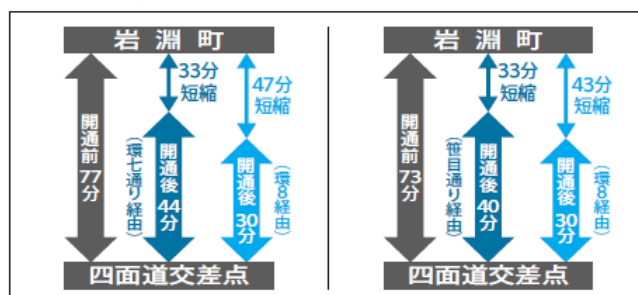 岩淵町
開通前77分
33分
短縮
開通後44分
(環七通り経由)
47分
短縮
開通後30分
(環8経由)
四面道交差点
岩淵町
開通前73分
33分
短縮
開通後40分
(笹目通り経由)
43分
短縮
開通後30分
(環8経由)
四面道交差点